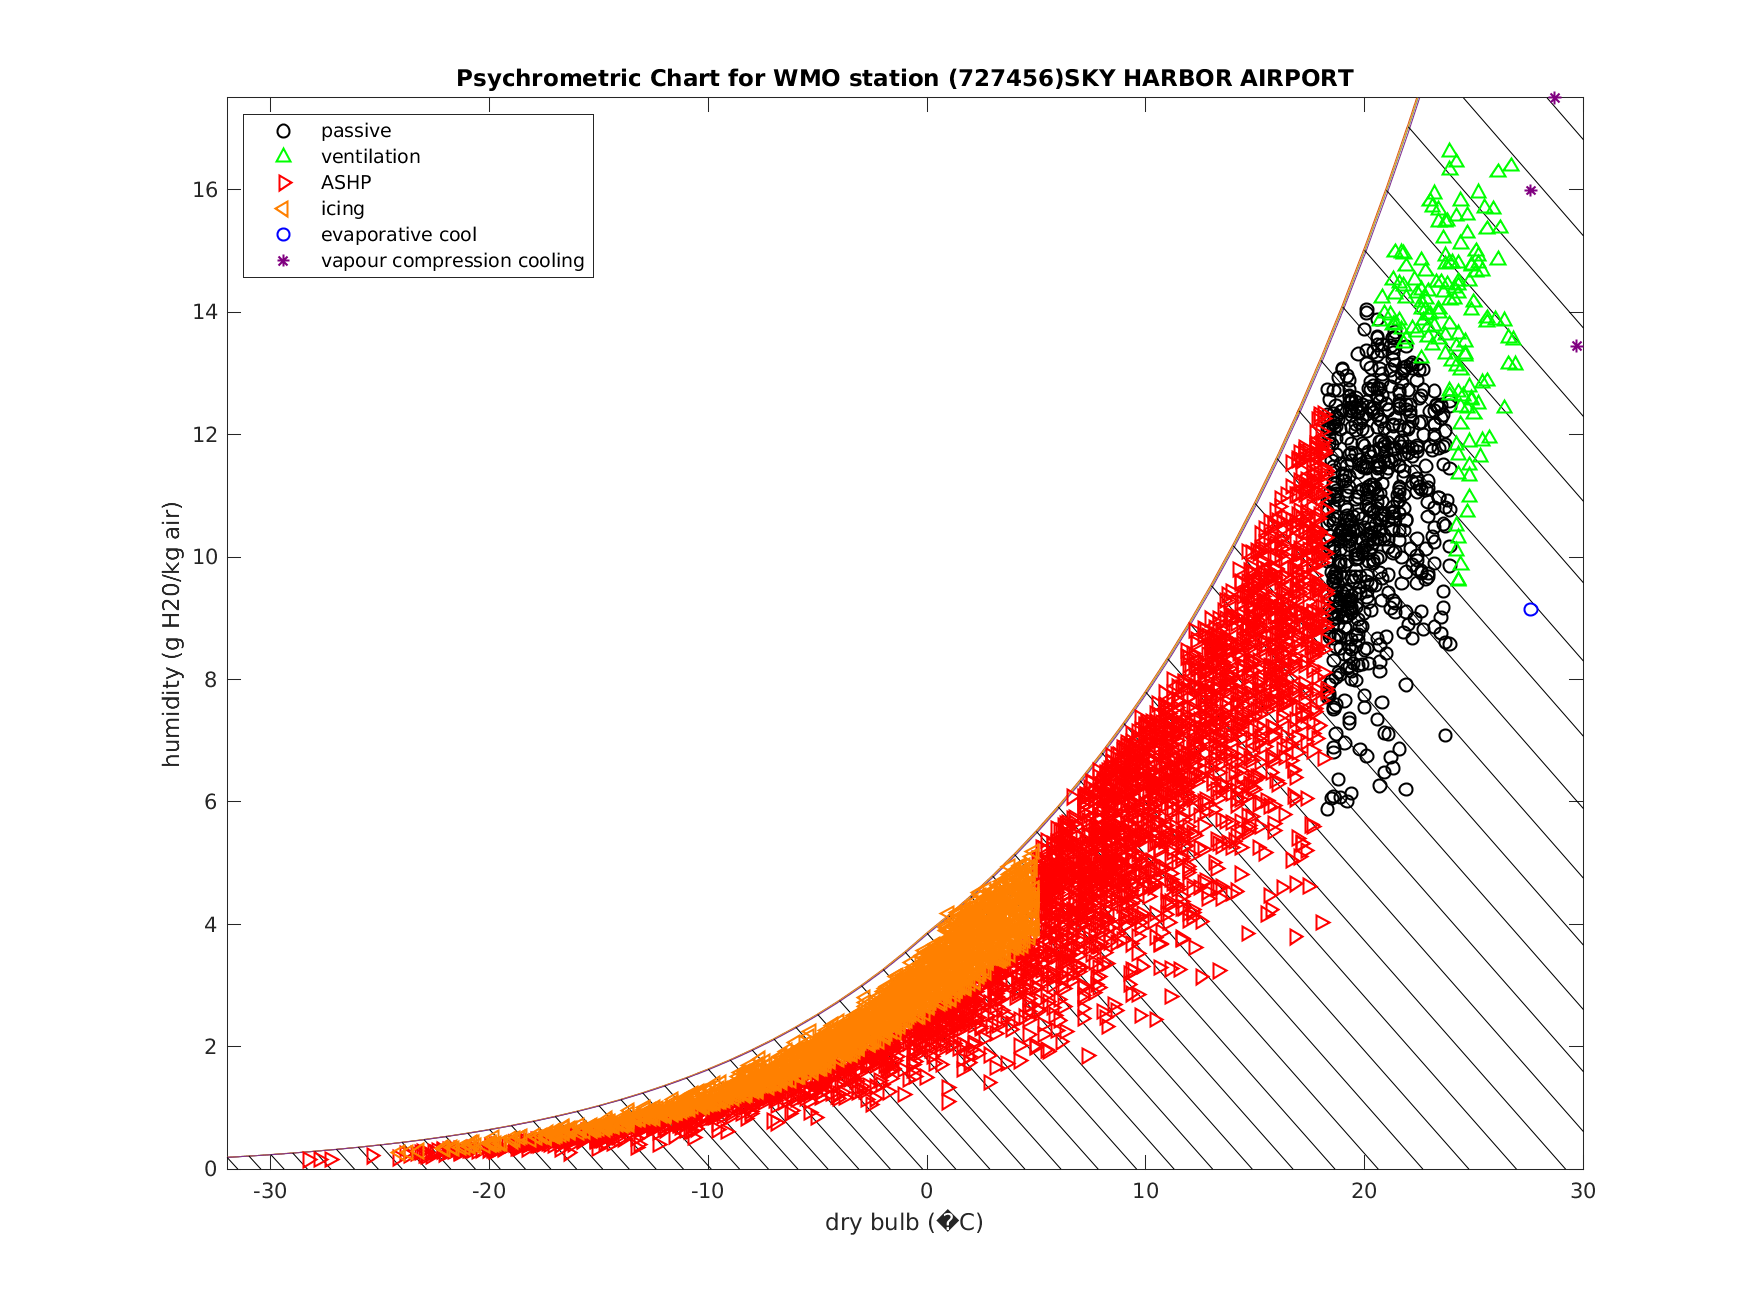 Psychrometric Chart for WMO station (727456)SKY HARBOR AIRPORT
passive
ventilation
ASHP
icing
evaporative cool
vapour compression cooling
humidity (g H20/kg air)
16
14
12
10
8
6
4
2
0
-30 -20 -10 0 10 20 30
dry bulb (�C)